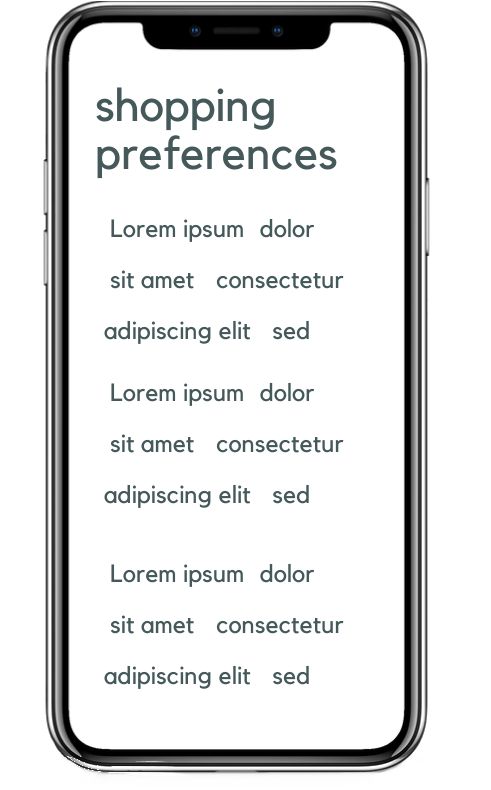 shopping
preferences
Lorem ipsum dolor
sit amet consectetur
adipiscing elit sed
Lorem ipsum dolor
sit amet consectetur
adipiscing elit sed
Lorem ipsum dolor
sit amet consectetur
adipiscing elit sed